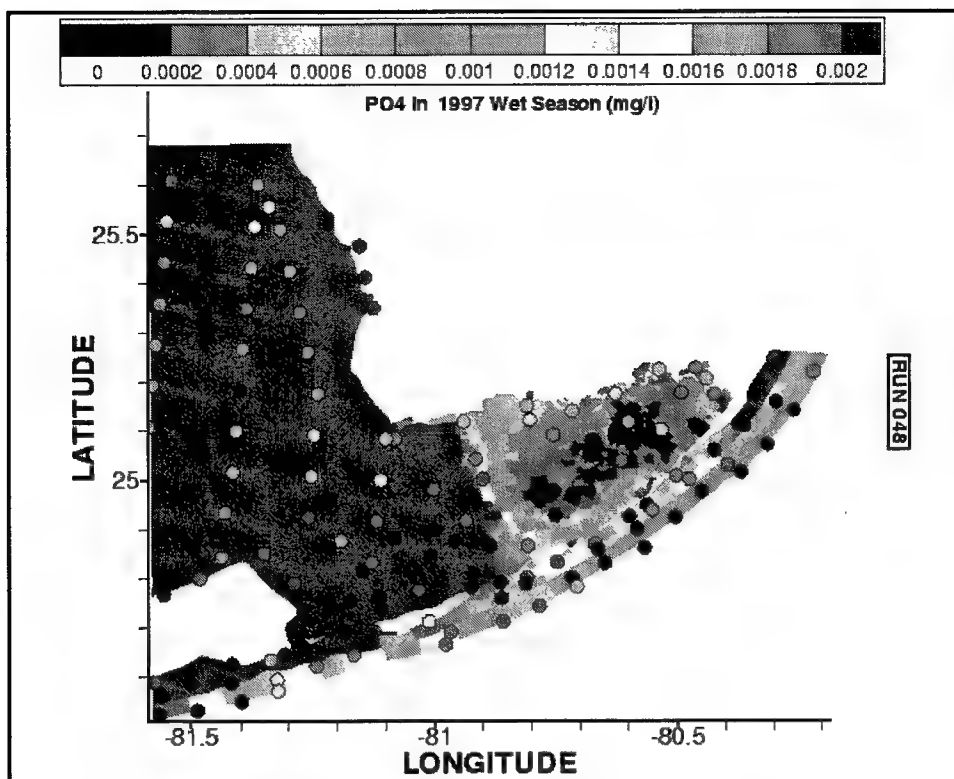 0 0.0002 0.0004 0.0006 0.0008 0.001 0.0012 0.0014 0.0016 0.0018 0.002
PO4 in 1997 Wet Season (mg/l)
25.5
LATITUDE
RUN 048
25
-81.5 -81 -80.5
LONGITUDE